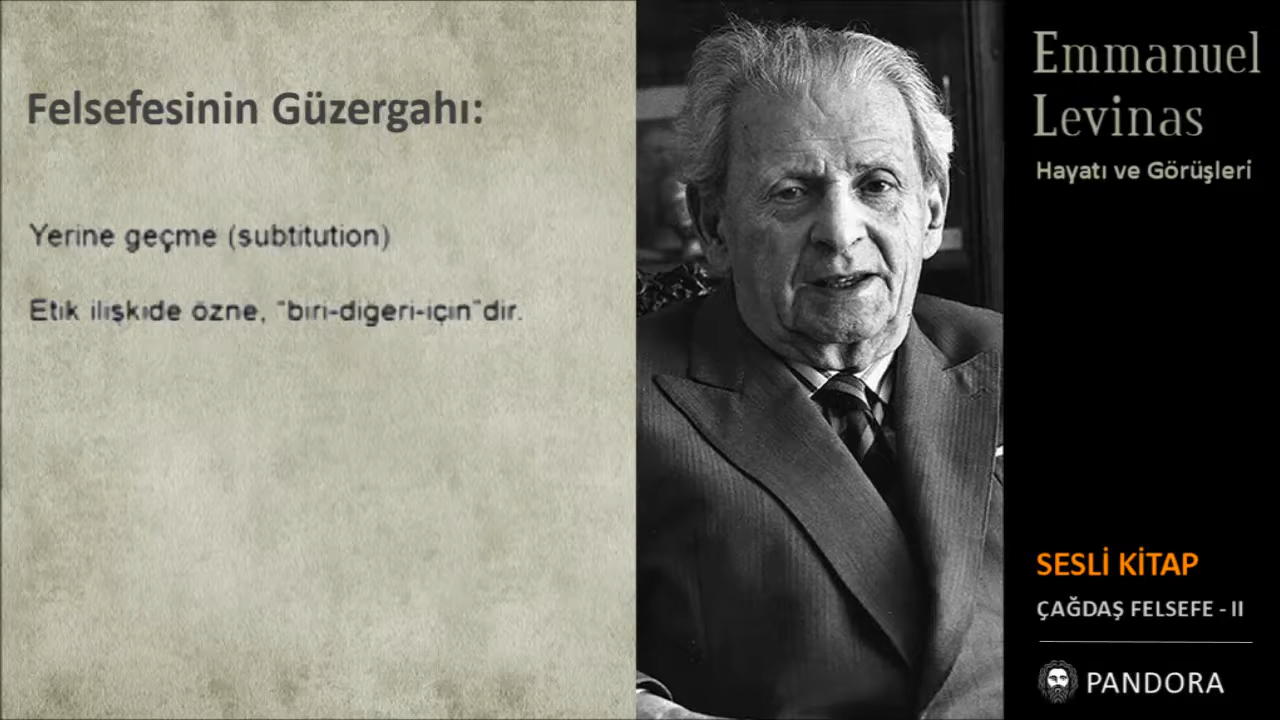 Felsefesinin Güzergahı:
Yerine geçme (subtitution)
Etik ilişkide özne, "biri-diğeri-için"dir.
Emmanuel
Levinas
Hayatı ve Görüşleri
SESLİ KİTAP
ÇAĞDAŞ FELSEFE - II
PANDORA